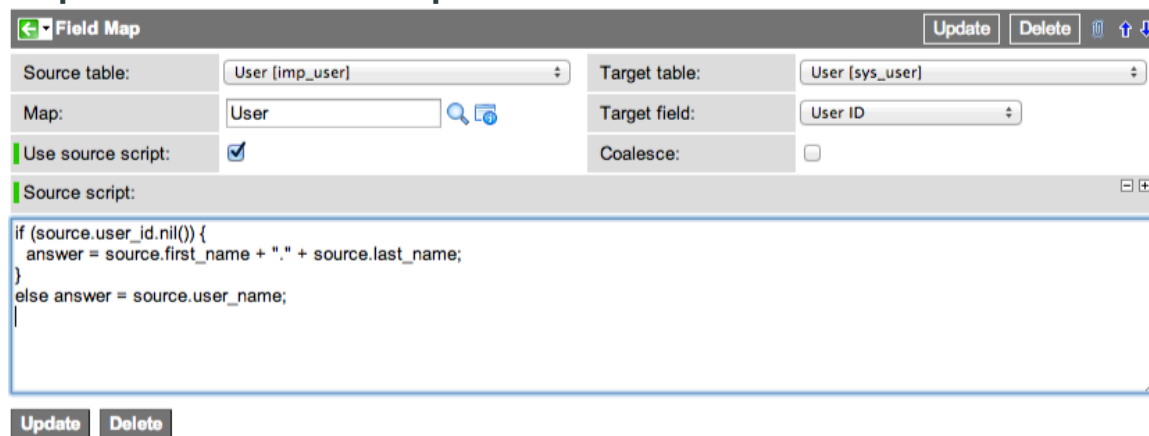 Field Map
Update Delete
Source table: User [imp_user] Target table: User [sys_user]
Map: User Target field: User ID
Use source script: Coalesce:
Source script:
if (source.user_id.nil()) {
answer = source.first_name + "." + source.last_name;
}
else answer = source.user_name;
Update Delete